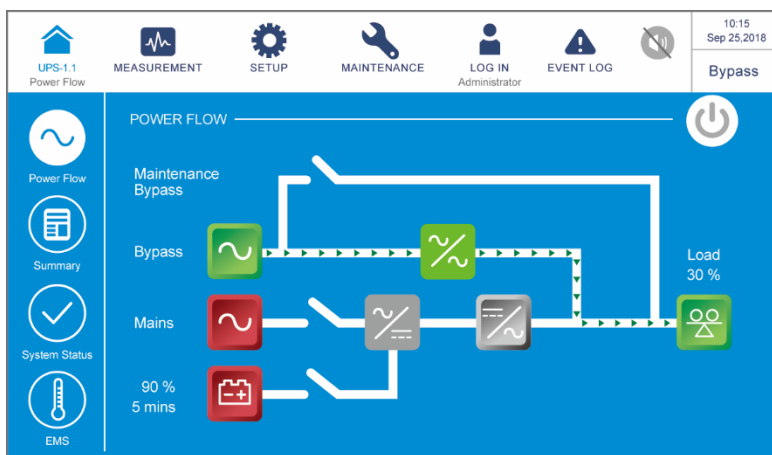 UPS-1.1
Power Flow
MEASUREMENT
SETUP
MAINTENANCE
LOG IN
Administrator
EVENT LOG
10:15
Sep 25,2018
Bypass
Power Flow
Summary
System Status
EMS
POWER FLOW
Maintenance
Bypass
Bypass
Mains
90 %
5 mins
Load
30 %